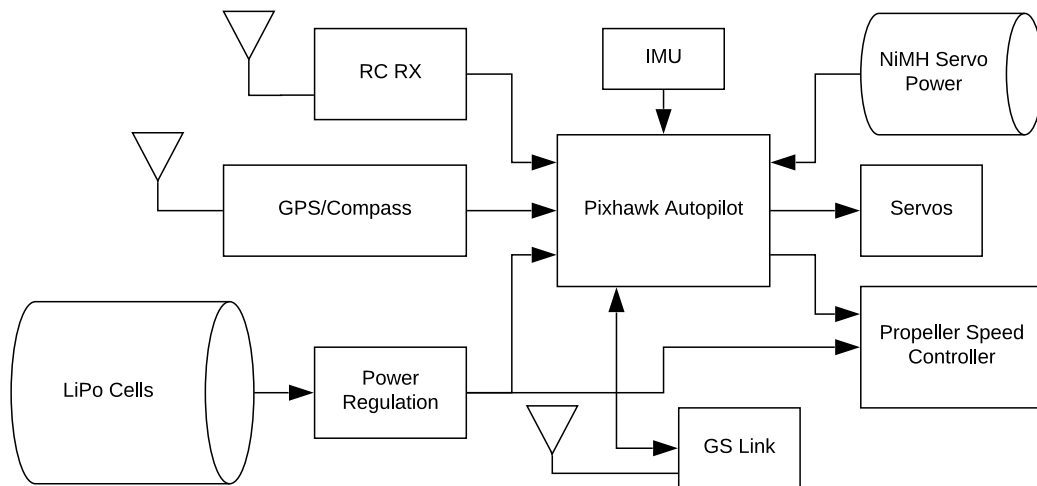 RC RX
IMU
NiMH Servo
Power
GPS/Compass
Pixhawk Autopilot
Servos
LiPo Cells
Power
Regulation
Propeller Speed
Controller
GS Link